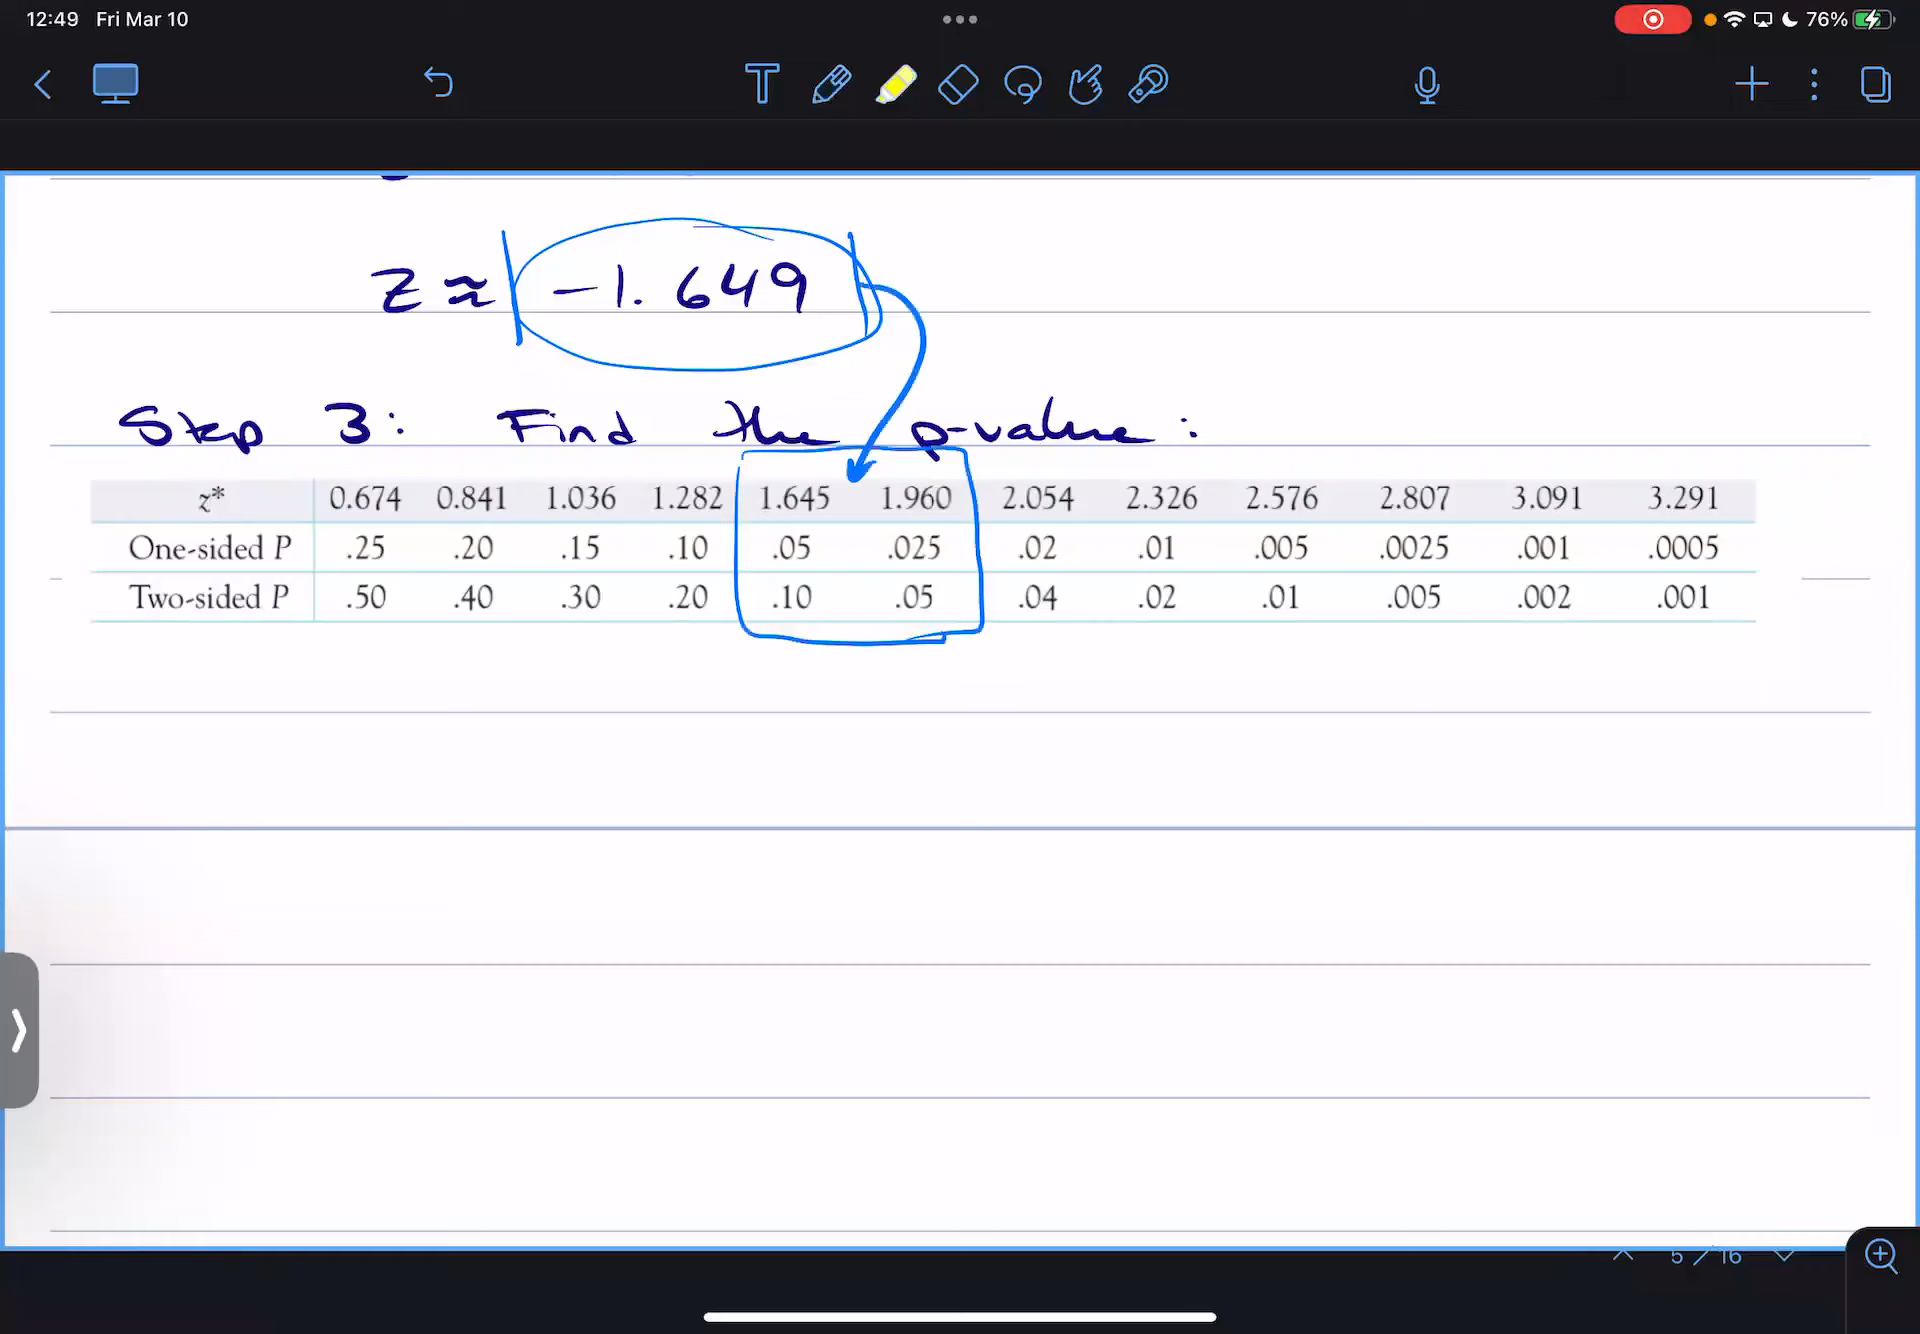 12:49 Fri Mar 10
76%
z ≈ |-1.649|
Step 3: Find the p-value:
z* 0.674 0.841 1.036 1.282 1.645 1.960 2.054 2.326 2.576 2.807 3.091 3.291
One-sided P .25 .20 .15 .10 .05 .025 .02 .01 .005 .0025 .001 .0005
Two-sided P .50 .40 .30 .20 .10 .05 .04 .02 .01 .005 .002 .001
5 / 16